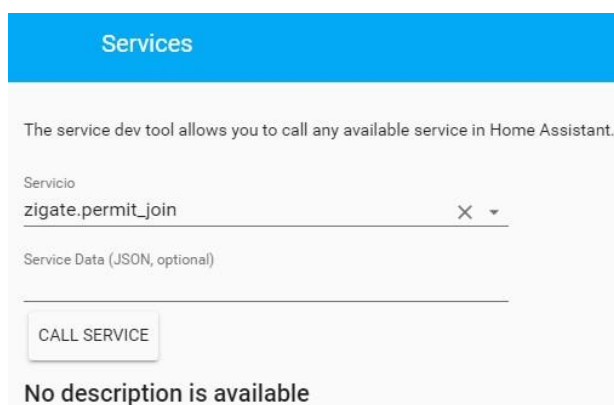 Services
The service dev tool allows you to call any available service in Home Assistant.
Servicio
zigate.permit_join
Service Data (JSON, optional)
CALL SERVICE
No description is available